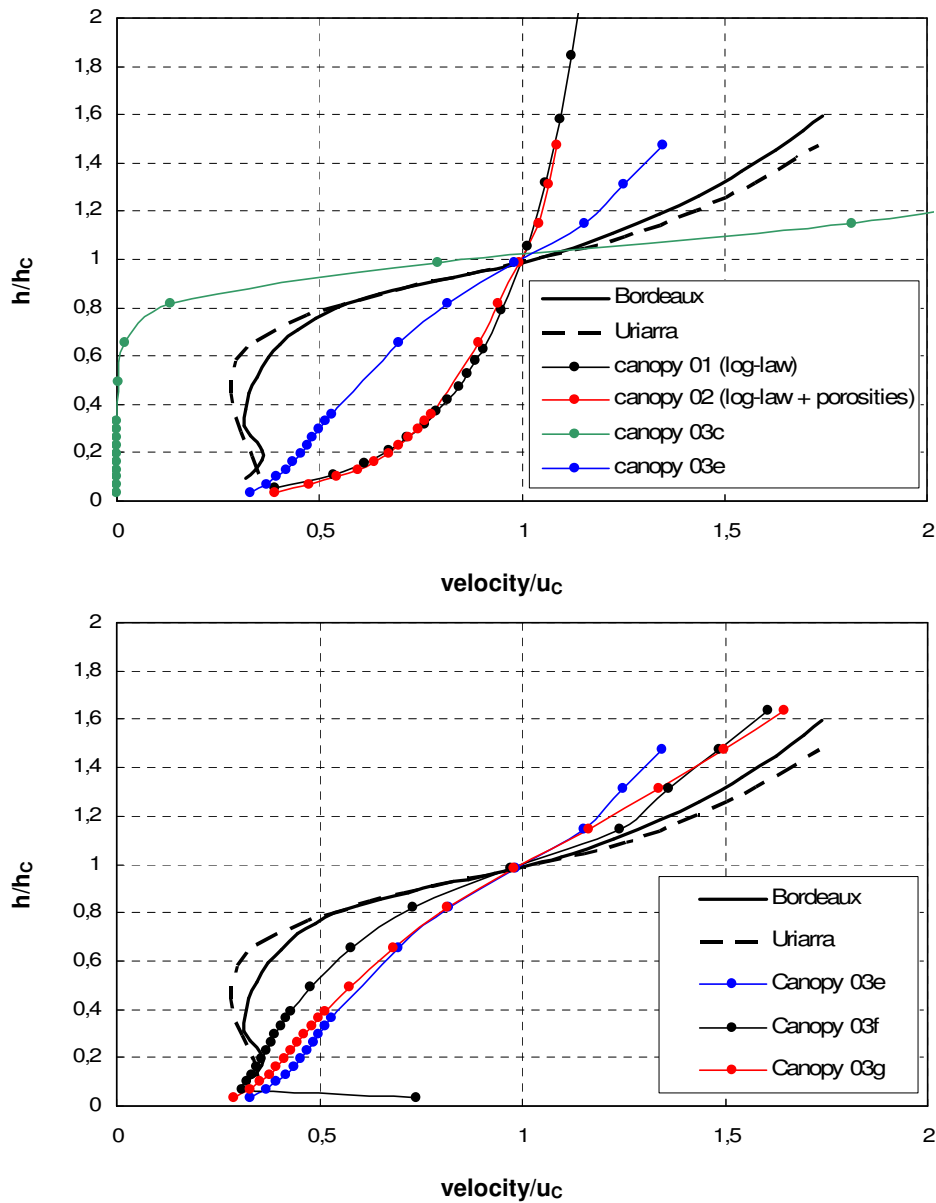 2
1,8
1,6
1,4
1,2
1
0,8
0,6
0,4
0,2
0
h/hC
Bordeaux
Uriarra
canopy 01 (log-law)
canopy 02 (log-law + porosities)
canopy 03c
canopy 03e
0 0,5 1 1,5 2
velocity/uC
2
1,8
1,6
1,4
1,2
1
0,8
0,6
0,4
0,2
0
h/hC
Bordeaux
Uriarra
Canopy 03e
Canopy 03f
Canopy 03g
0 0,5 1 1,5 2
velocity/uC